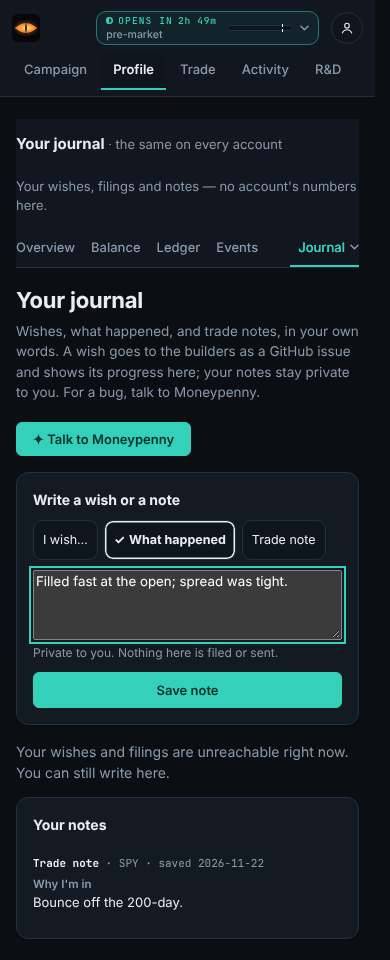 OPENS IN 2h 49m
pre-market
Campaign Profile Trade Activity R&D
Your journal · the same on every account
Your wishes, filings and notes — no account's numbers
here.
Overview Balance Ledger Events Journal
Your journal
Wishes, what happened, and trade notes, in your own
words. A wish goes to the builders as a GitHub issue
and shows its progress here; your notes stay private
to you. For a bug, talk to Moneypenny.
✦ Talk to Moneypenny
Write a wish or a note
I wish... ✓ What happened Trade note
Filled fast at the open; spread was tight.
Private to you. Nothing here is filed or sent.
Save note
Your wishes and filings are unreachable right now.
You can still write here.
Your notes
Trade note · SPY · saved 2026-11-22
Why I'm in
Bounce off the 200-day.